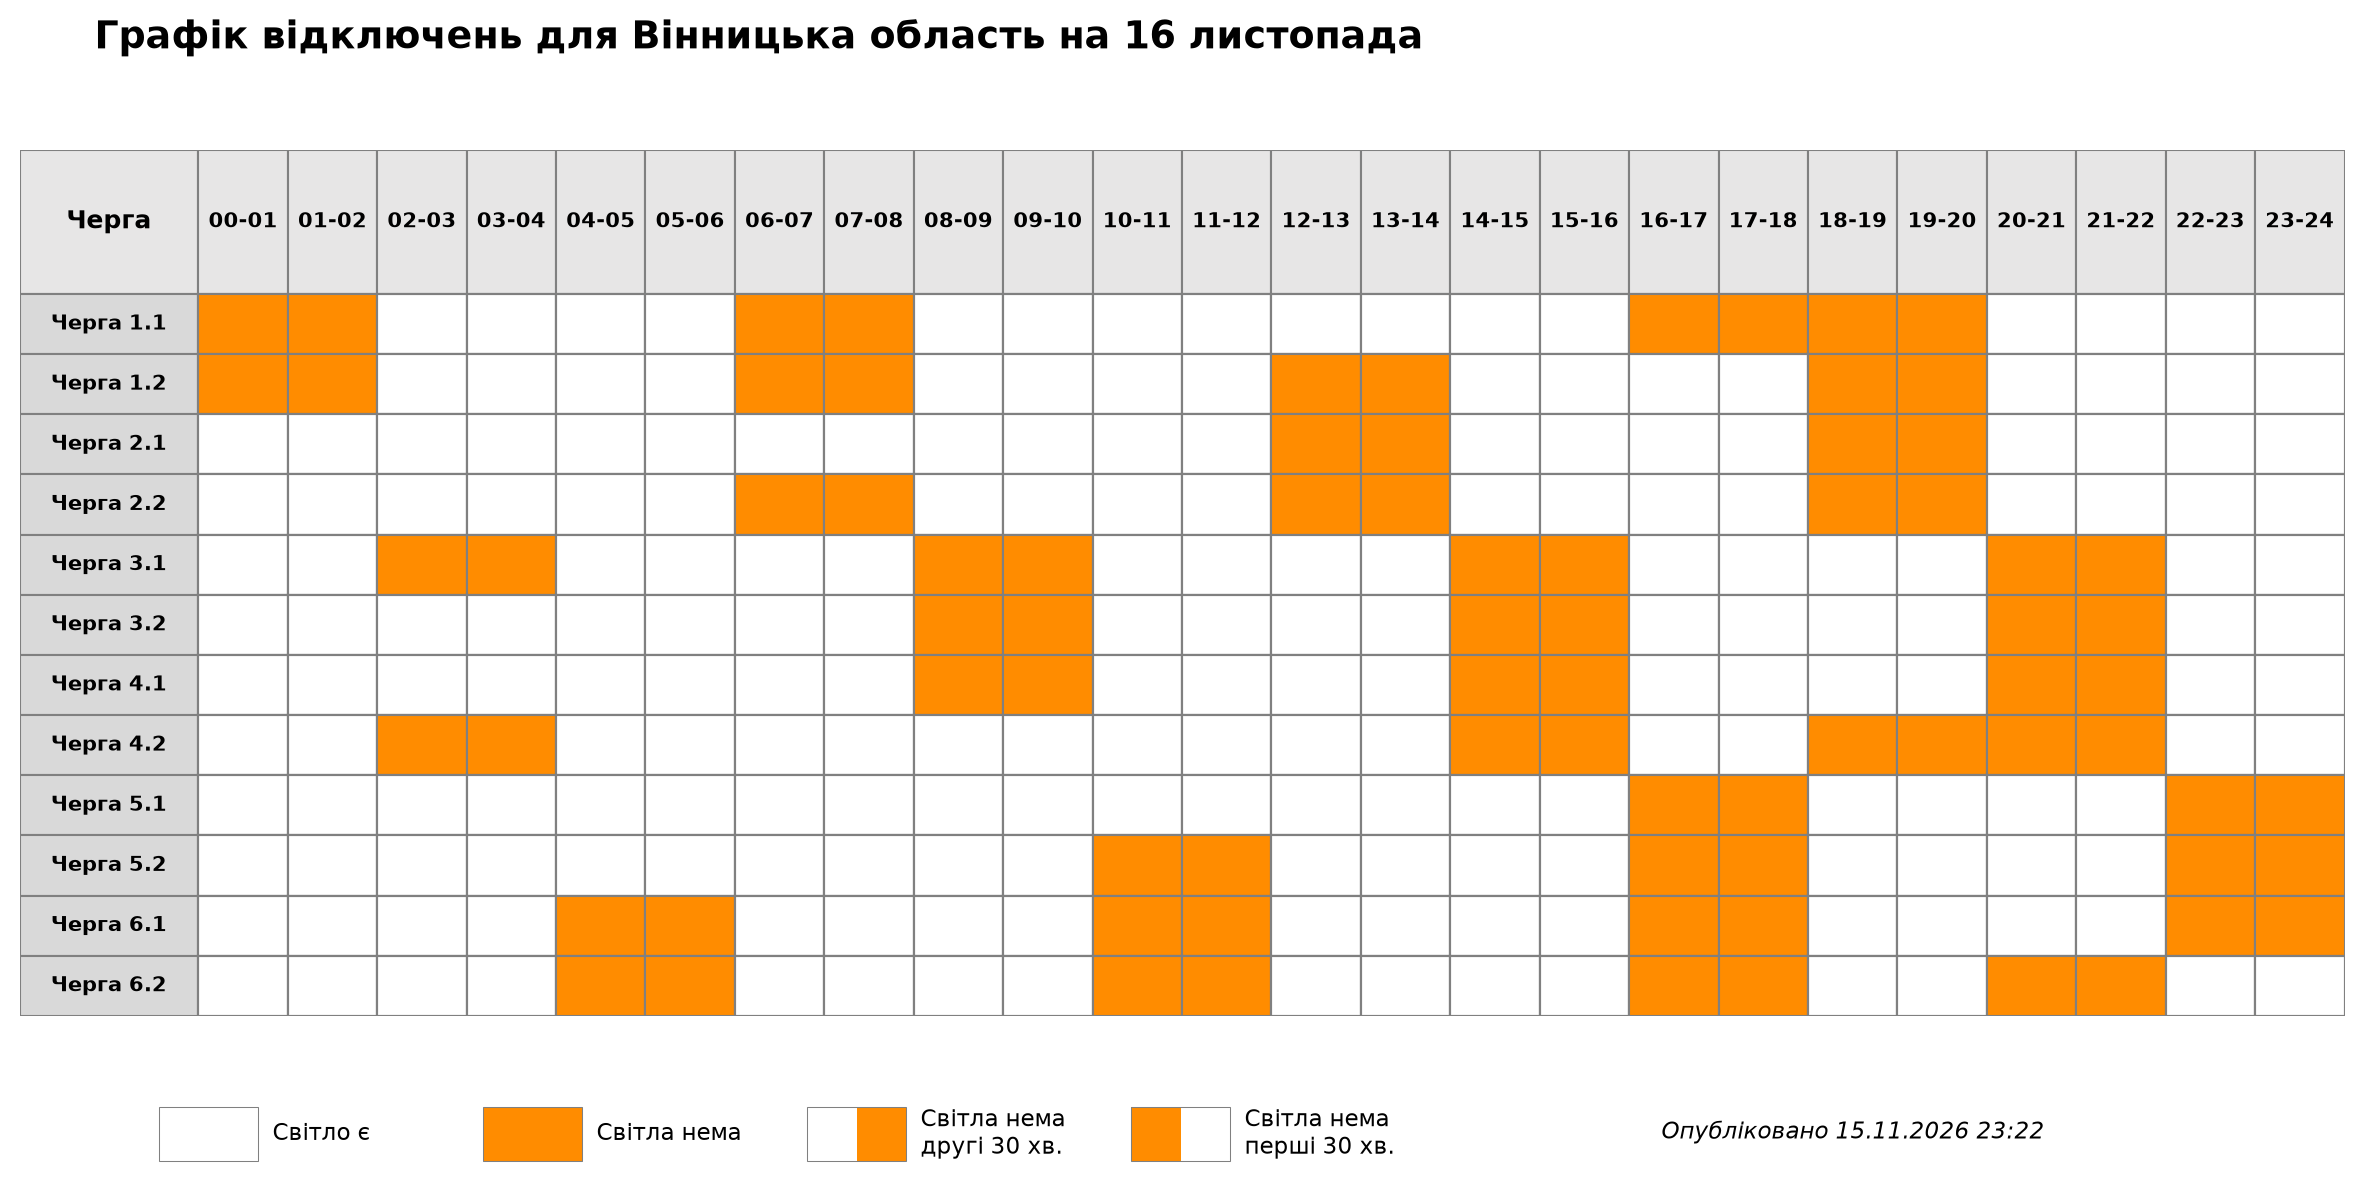 Графік відключень для Вінницька область на 16 листопада
Черга 00-01 01-02 02-03 03-04 04-05 05-06 06-07 07-08 08-09 09-10 10-11 11-12 12-13 13-14 14-15 15-16 16-17 17-18 18-19 19-20 20-21 21-22 22-23 23-24
Черга 1.1
Черга 1.2
Черга 2.1
Черга 2.2
Черга 3.1
Черга 3.2
Черга 4.1
Черга 4.2
Черга 5.1
Черга 5.2
Черга 6.1
Черга 6.2
Світло є
Світла нема
Світла нема
другі 30 хв.
Світла нема
перші 30 хв.
Опубліковано 15.11.2026 23:22